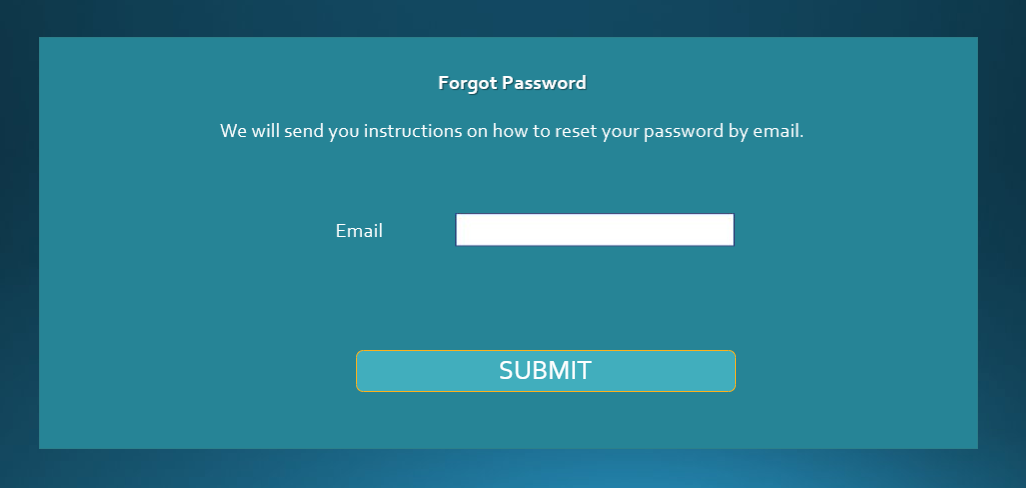 Forgot Password
We will send you instructions on how to reset your password by email.
Email
SUBMIT